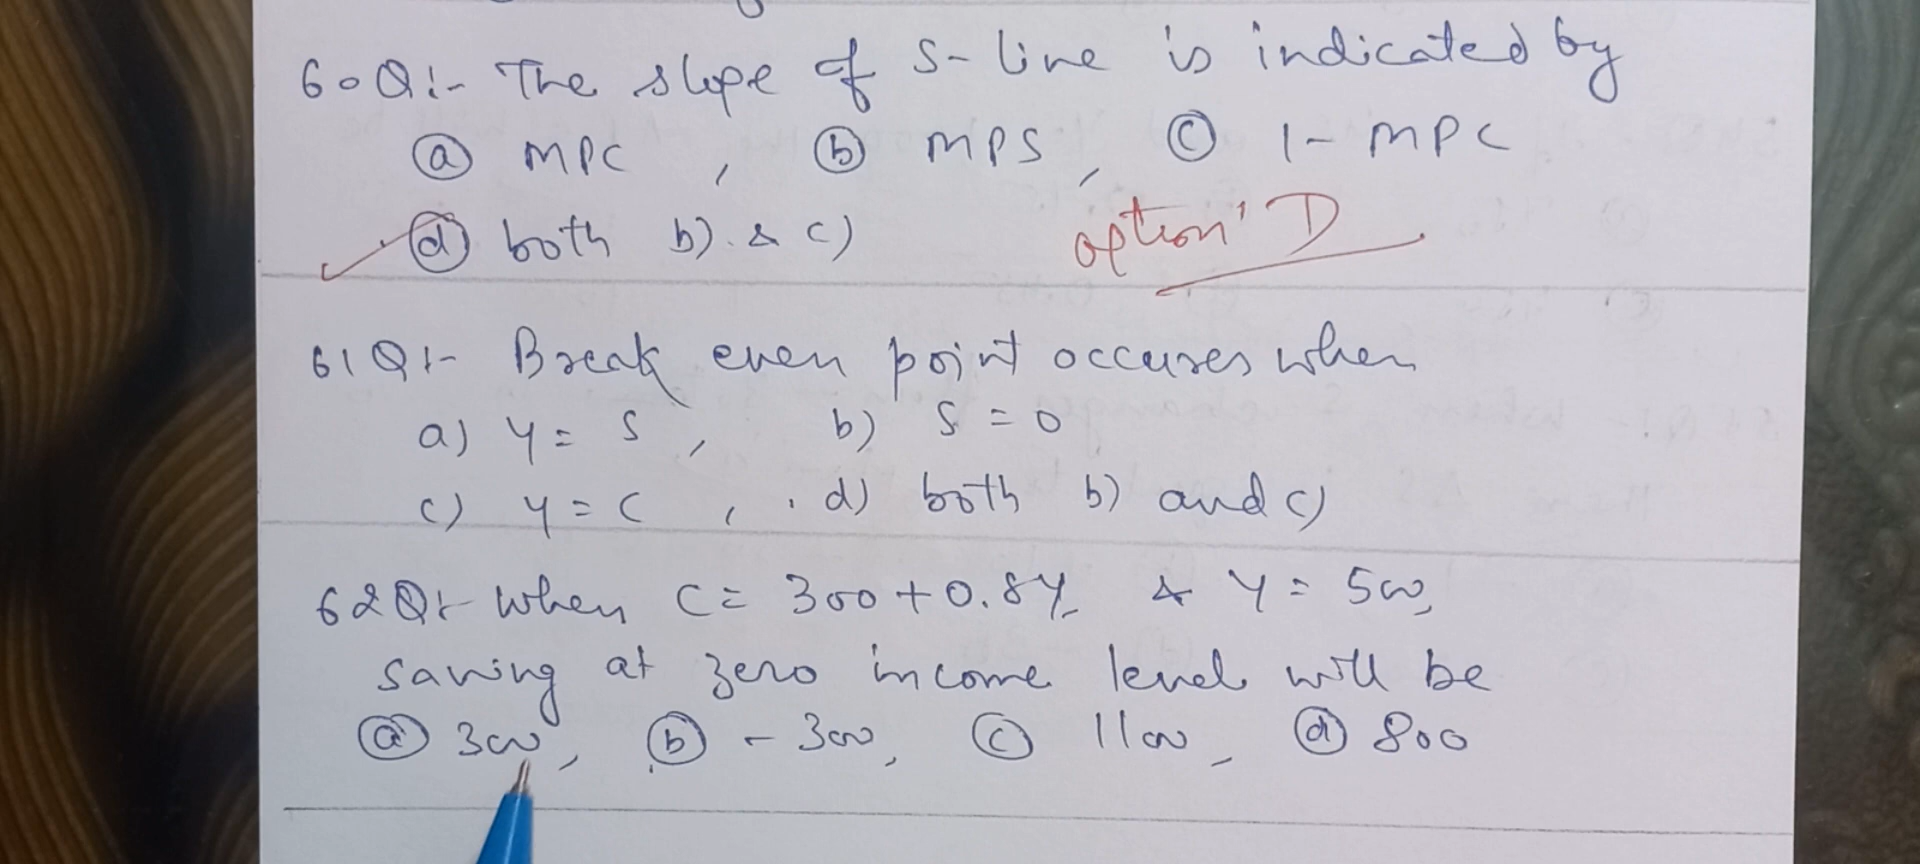 60Q:- The slope of S-line is indicated by
ⓐ MPC , ⓑ MPS , ⓒ 1-MPC
ⓓ both b) & c) option' D
61Q:- Break even point occures when
a) Y = S , b) S = 0
c) Y = C , d) both b) and c)
62Q:- When C = 300 + 0.8Y & Y = 500,
saving at zero income level will be
ⓐ 300, ⓑ - 300, ⓒ 1100, ⓓ 800